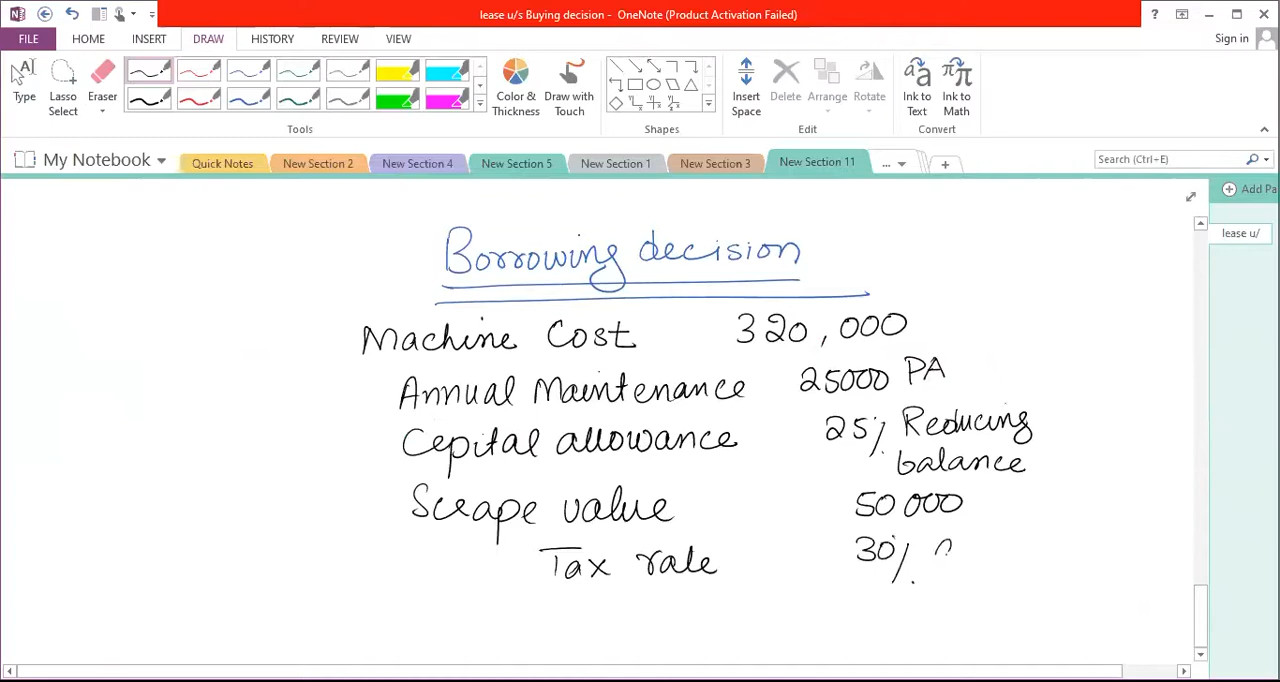 lease u/s Buying decision - OneNote (Product Activation Failed)
FILE HOME INSERT DRAW HISTORY REVIEW VIEW
Sign in
Type
Lasso Select
Eraser
Color & Thickness
Draw with Touch
Insert Space
Delete
Arrange
Rotate
Ink to Text
Ink to Math
Tools Shapes Edit Convert
My Notebook Quick Notes New Section 2 New Section 4 New Section 5 New Section 1 New Section 3 New Section 11 ... Search (Ctrl+E)
Add Pa
lease u/
Borrowing decision
Machine Cost 320,000
Annual Maintenance 25000 PA
Cepital allowance 25% Reducing
balance
Scrape value 50000
Tax rate 30%